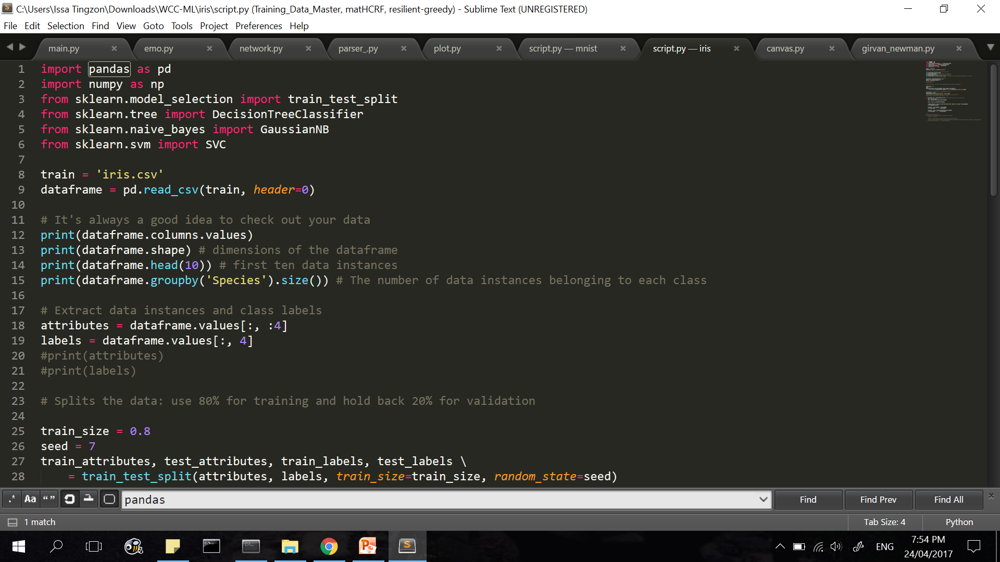 C:\Users\Issa Tingzon\Downloads\WCC-ML\iris\script.py (Training_Data_Master, matHCRF, resilient-greedy) - Sublime Text (UNREGISTERED)
File Edit Selection Find View Goto Tools Project Preferences Help
main.py emo.py network.py parser_.py plot.py script.py — mnist script.py — iris canvas.py girvan_newman.py
1 import pandas as pd
2 import numpy as np
3 from sklearn.model_selection import train_test_split
4 from sklearn.tree import DecisionTreeClassifier
5 from sklearn.naive_bayes import GaussianNB
6 from sklearn.svm import SVC
7
8 train = 'iris.csv'
9 dataframe = pd.read_csv(train, header=0)
10
11 # It's always a good idea to check out your data
12 print(dataframe.columns.values)
13 print(dataframe.shape) # dimensions of the dataframe
14 print(dataframe.head(10)) # first ten data instances
15 print(dataframe.groupby('Species').size()) # The number of data instances belonging to each class
16
17 # Extract data instances and class labels
18 attributes = dataframe.values[:, :4]
19 labels = dataframe.values[:, 4]
20 #print(attributes)
21 #print(labels)
22
23 # Splits the data: use 80% for training and hold back 20% for validation
24
25 train_size = 0.8
26 seed = 7
27 train_attributes, test_attributes, train_labels, test_labels \
28     = train_test_split(attributes, labels, train_size=train_size, random_state=seed)
.* Aa “” pandas Find Find Prev Find All
1 match Tab Size: 4 Python
ENG 7:54 PM
24/04/2017